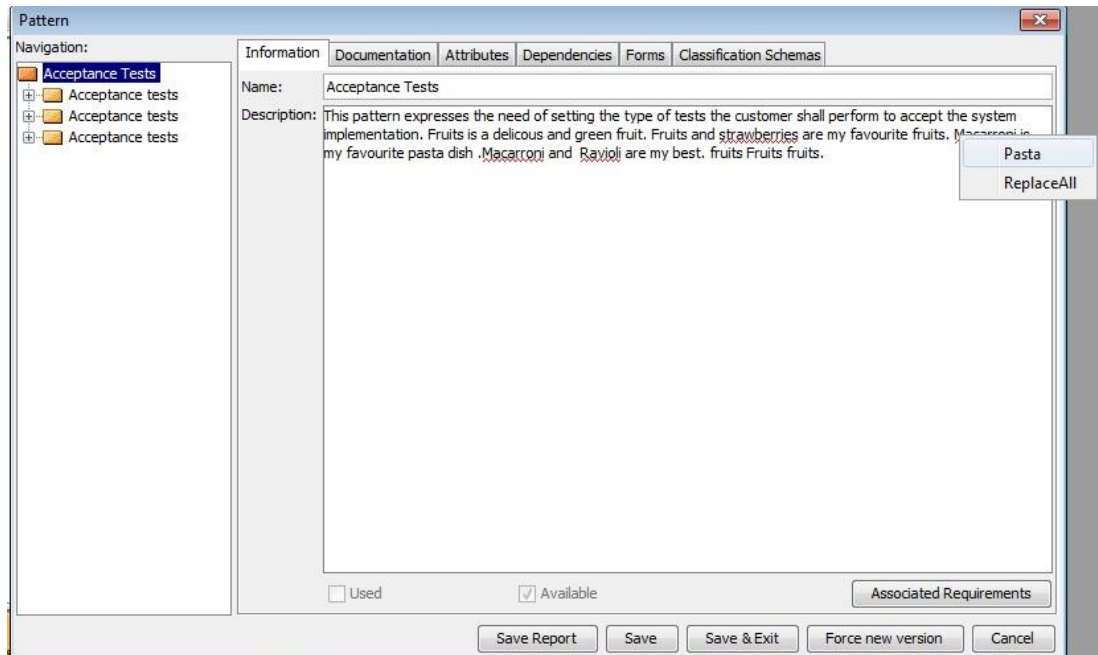 Pattern
Navigation:
Acceptance Tests
Acceptance tests
Acceptance tests
Acceptance tests
Information Documentation Attributes Dependencies Forms Classification Schemas
Name: Acceptance Tests
Description: This pattern expresses the need of setting the type of tests the customer shall perform to accept the system
implementation. Fruits is a delicous and green fruit. Fruits and strawberries are my favourite fruits. Macarroni is
my favourite pasta dish .Macarroni and Ravioli are my best. fruits Fruits fruits.
Pasta
ReplaceAll
Used Available Associated Requirements
Save Report Save Save & Exit Force new version Cancel